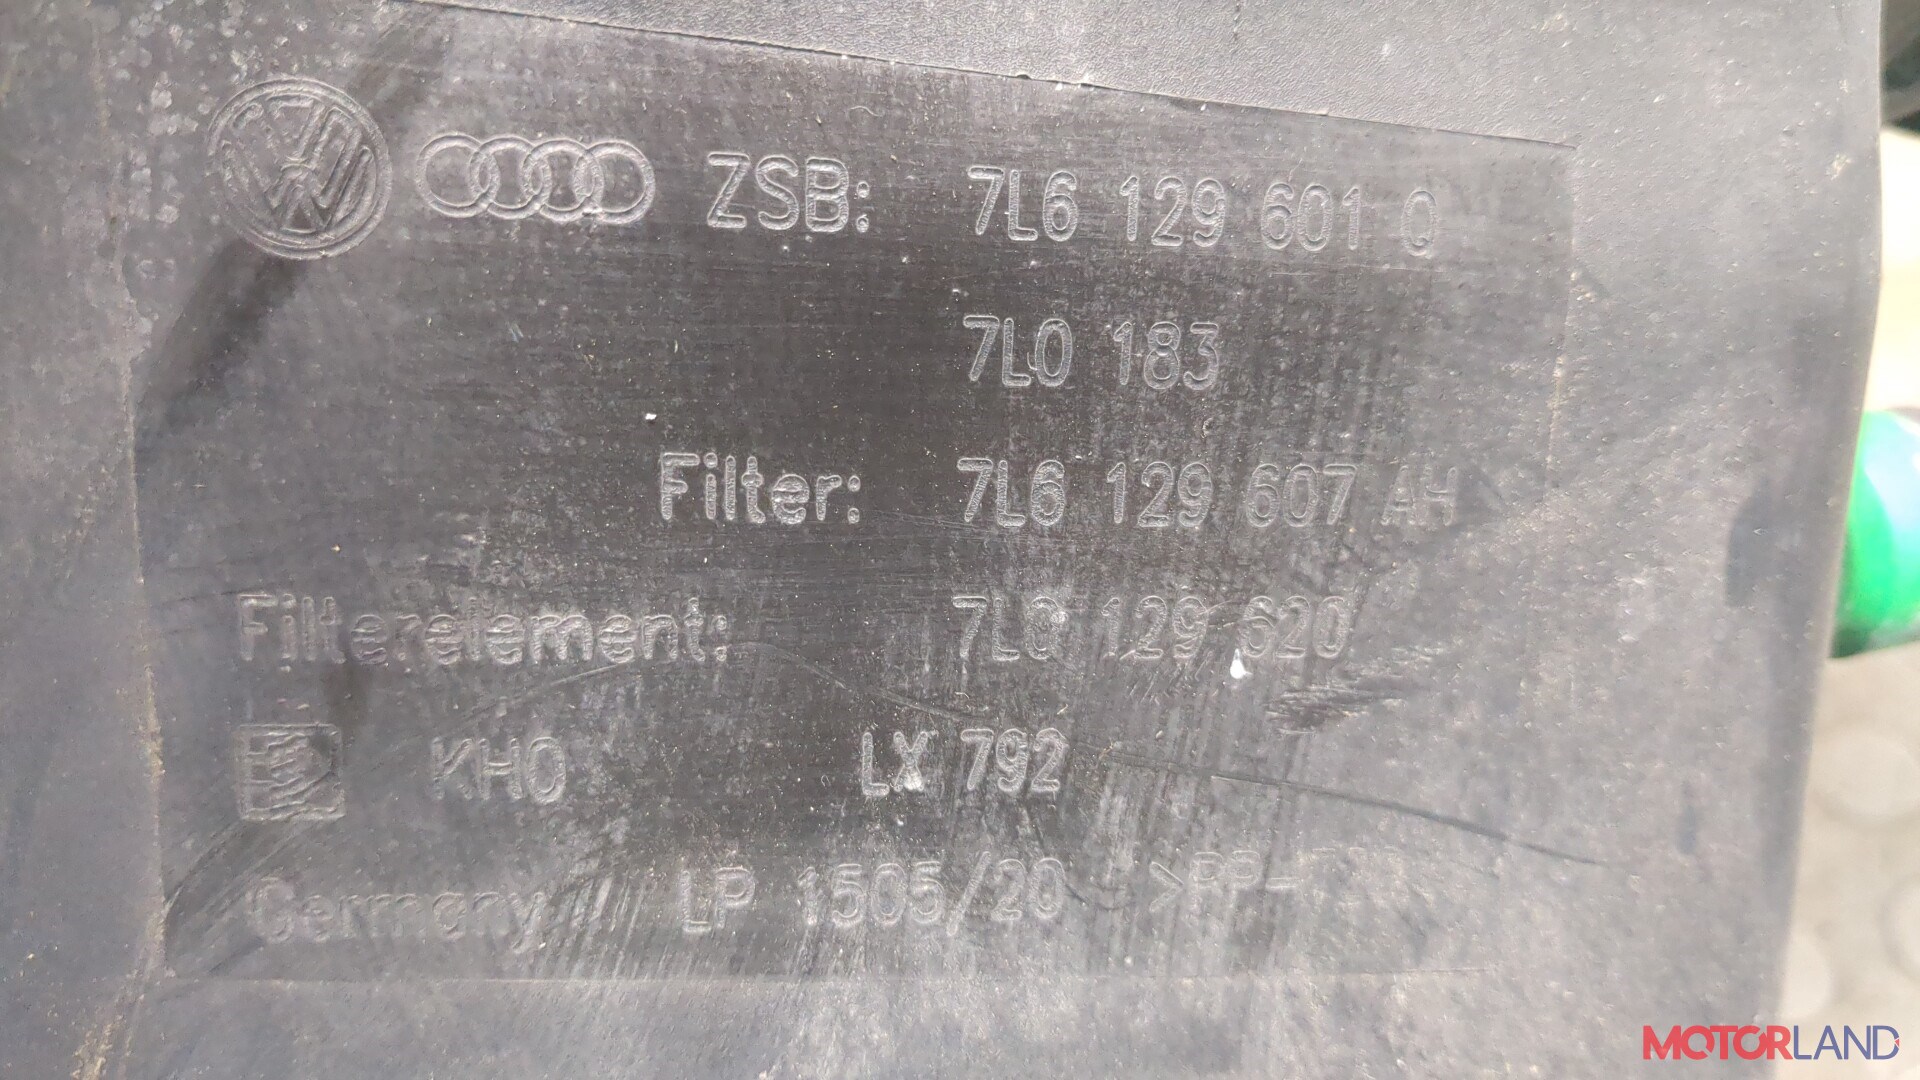 ZSB: 7L6 129 601 Q
7L0 183
Filter: 7L6 129 607 AH
Filterelement: 7L0 129 620
KHO LX 792
Germany LP 1505/20 >PP-
MOTORLAND